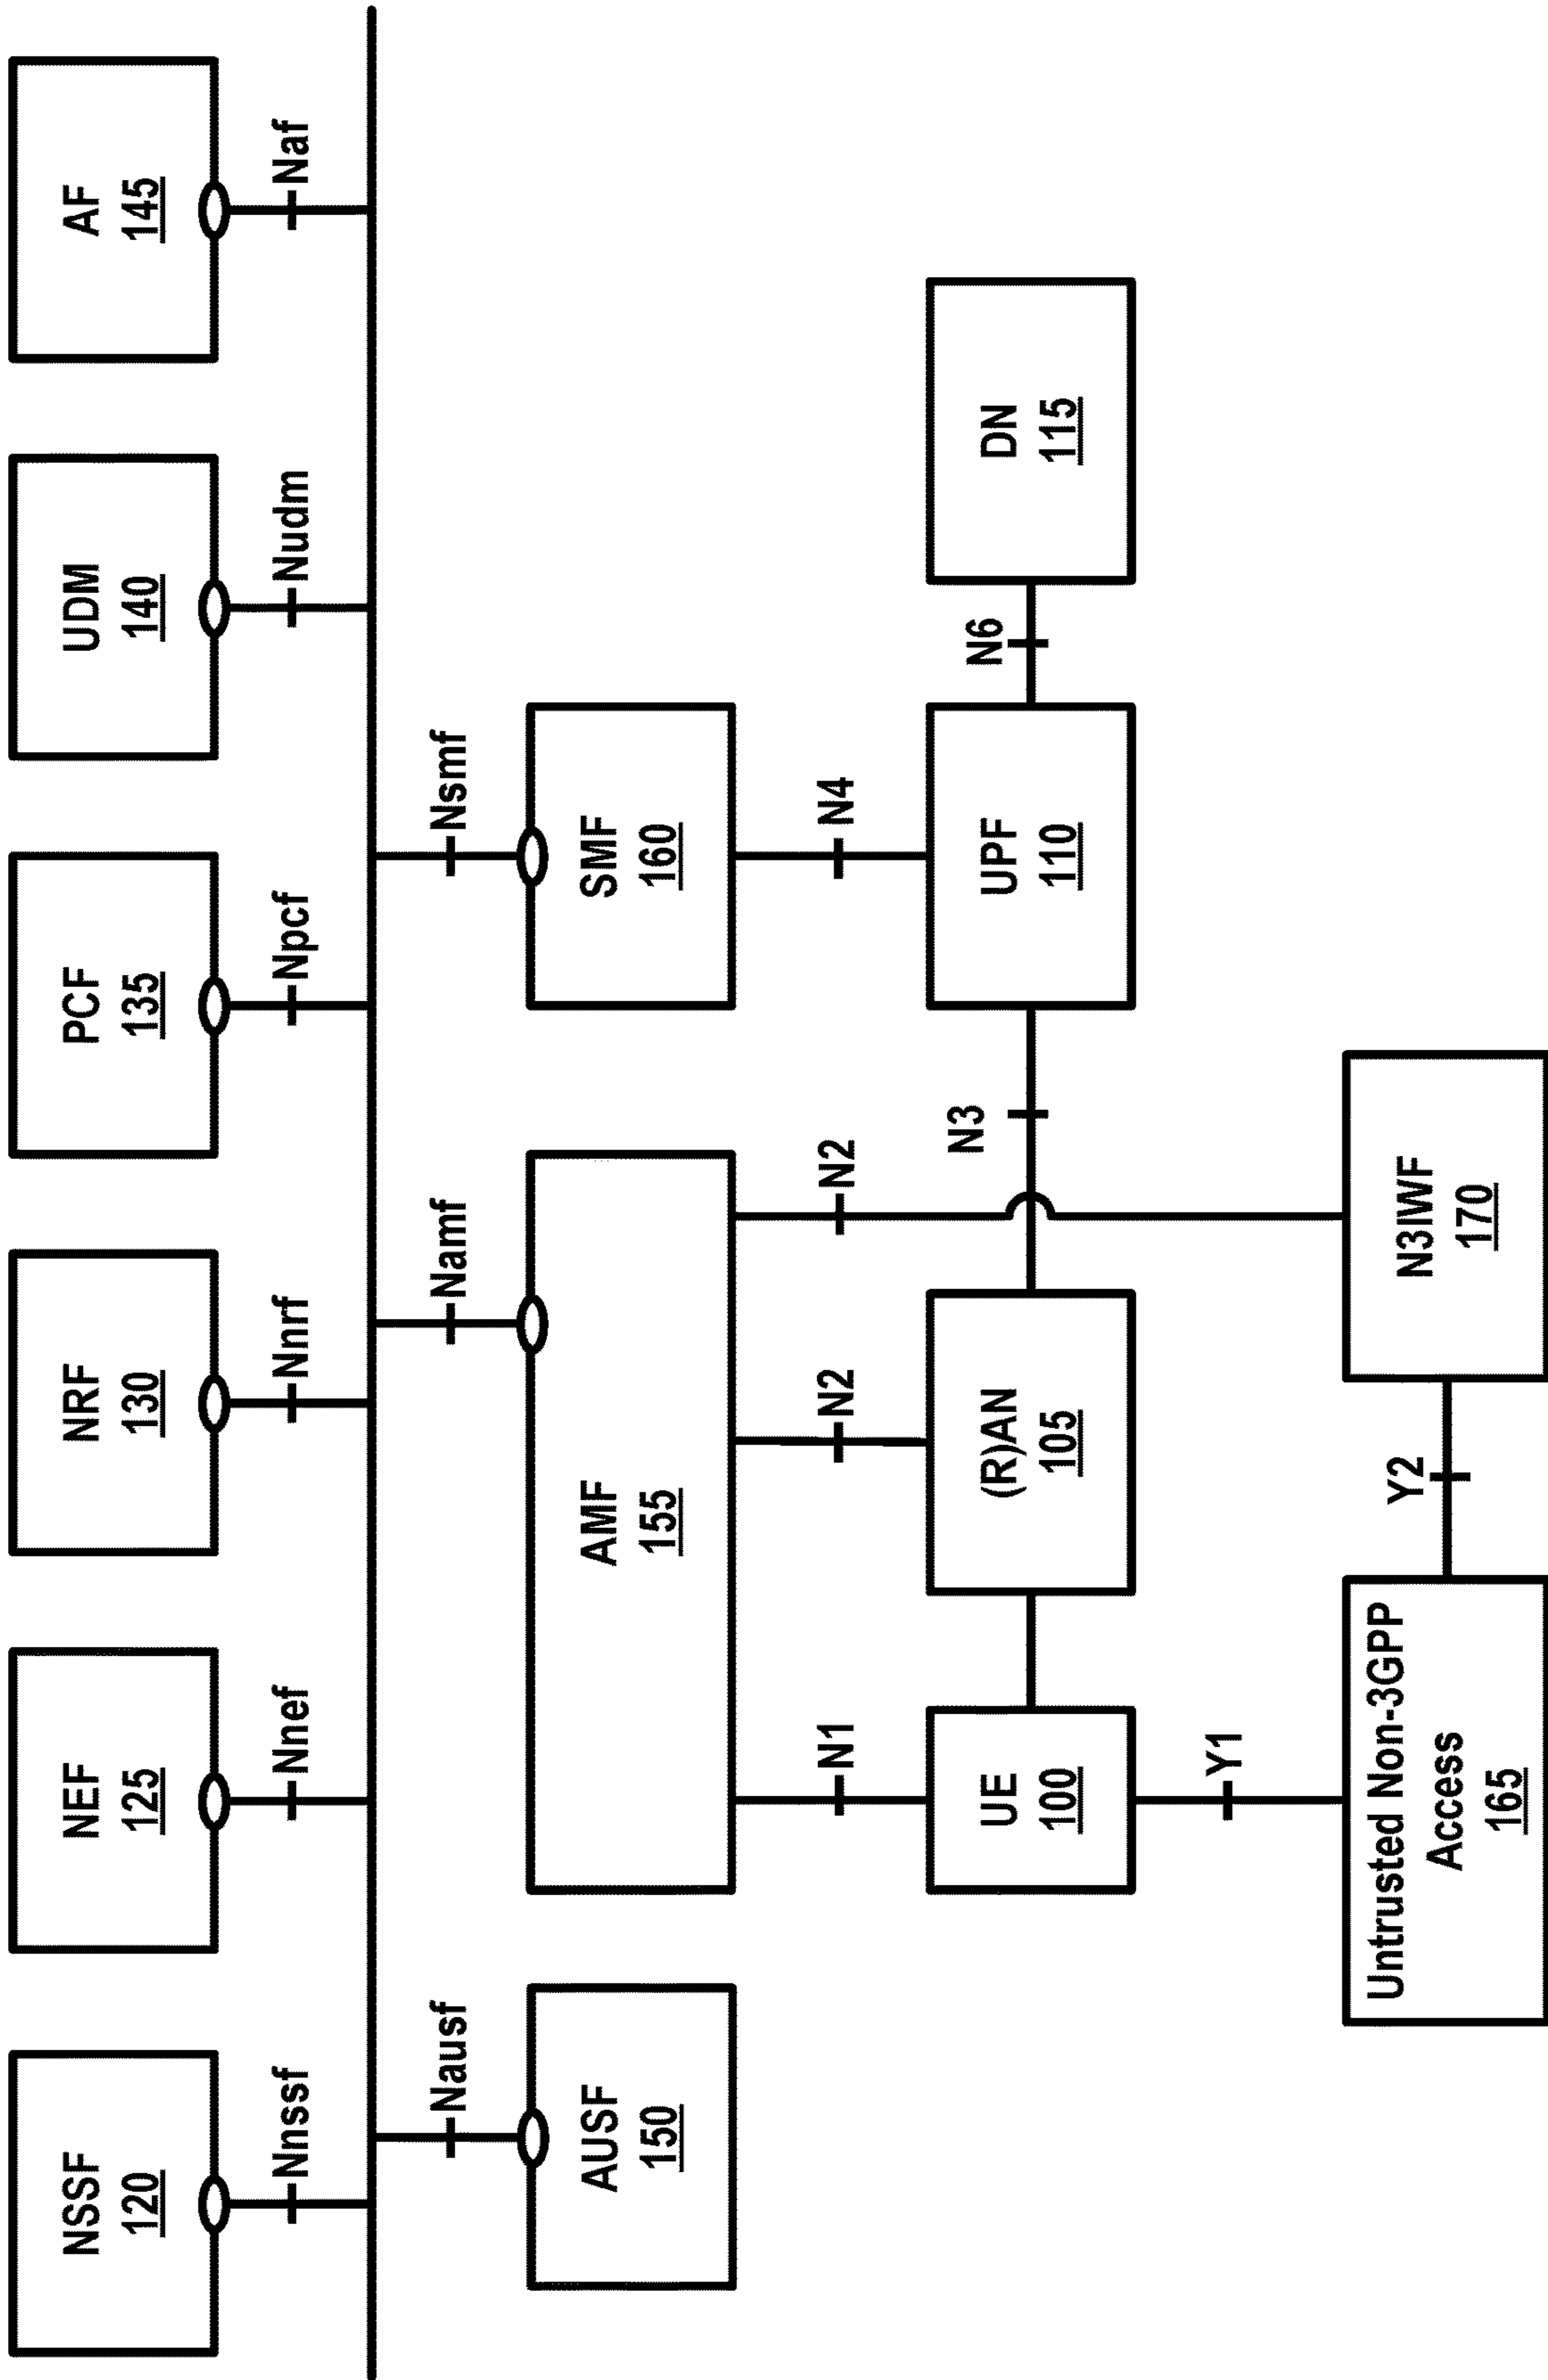 NSSF
120
NEF
125
NRF
130
PCF
135
UDM
140
AF
145
Nnssf
Nnef
Nnrf
Npcf
Nudm
Naf
Nausf
Namf
Nsmf
AUSF
150
AMF
155
SMF
160
N1
N2
N2
N4
UE
100
(R)AN
105
N3
UPF
110
N6
DN
115
Y1
Untrusted Non-3GPP
Access
165
Y2
N3IWF
170